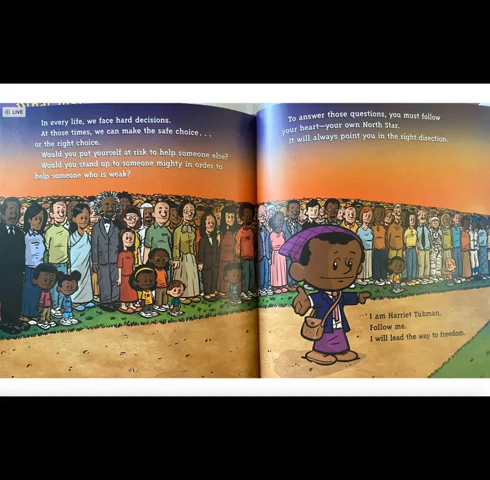 LIVE
In every life, we face hard decisions.
At those times, we can make the safe choice . . .
or the right choice.
Would you put yourself at risk to help someone else?
Would you stand up to someone mighty in order to
help someone who is weak?
To answer those questions, you must follow
your heart—your own North Star.
It will always point you in the right direction.
I am Harriet Tubman.
Follow me.
I will lead the way to freedom.